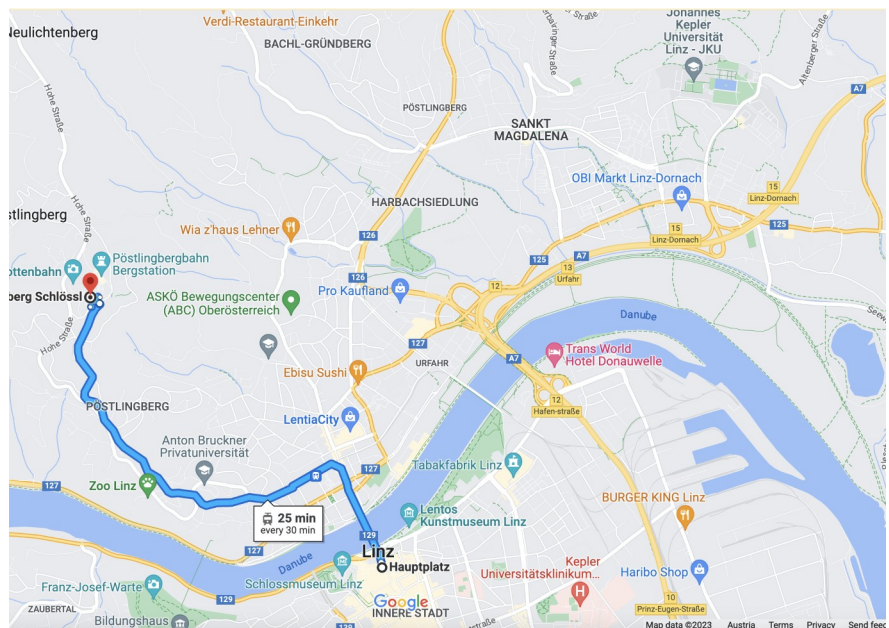 Neulichtenberg
Verdi-Restaurant-Einkehr
BACHL-GRÜNDBERG
Hohe Straße
Johannes
Kepler
Universität
Linz - JKU
Altenberger Straße
A7
PÖSTLINGBERG
SANKT
MAGDALENA
OBI Markt Linz-Dornach
15
Linz-Dornach
15
Linz-Dornach
125
HARBACHSIEDLUNG
stlingberg
Hohe Straße
Wia z'haus Lehner
126
125
13
Urfahr
A7
126
12
Pöstlingbergbahn
Bergstation
ottenbahn
berg Schlössl
ASKÖ Bewegungscenter
(ABC) Oberösterreich
Pro Kaufland
Danube
Hohe Straße
127
URFAHR
A7
Trans World
Hotel Donauwelle
Ebisu Sushi
12
Hafen-straße
PÖSTLINGBERG
LentiaCity
Anton Bruckner
Privatuniversität
127
Tabakfabrik Linz
Zoo Linz
25 min
every 30 min
BURGER KING Linz
Lentos
Kunstmuseum Linz
129
127
Linz
Hauptplatz
Danube
Schlossmuseum Linz
Kepler
Universitätsklinikum...
Haribo Shop
Franz-Josef-Warte
129
10
Prinz-Eugen-Straße
ZAUBERTAL
Google
INNERE STADT
Bildungshaus
129
Map data ©2023 Austria Terms Privacy Send feed